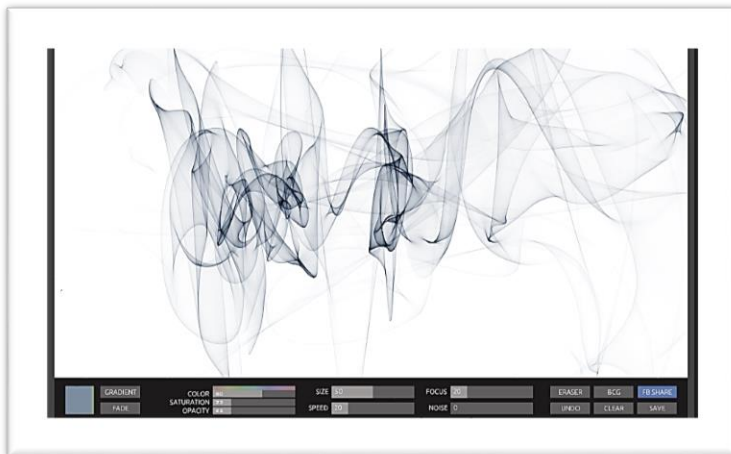 GRADIENT
FADE
COLOR
SATURATION
OPACITY
SIZE 50
SPEED 20
FOCUS 20
NOISE 0
ERASER BCG FB SHARE
UNDO CLEAR SAVE